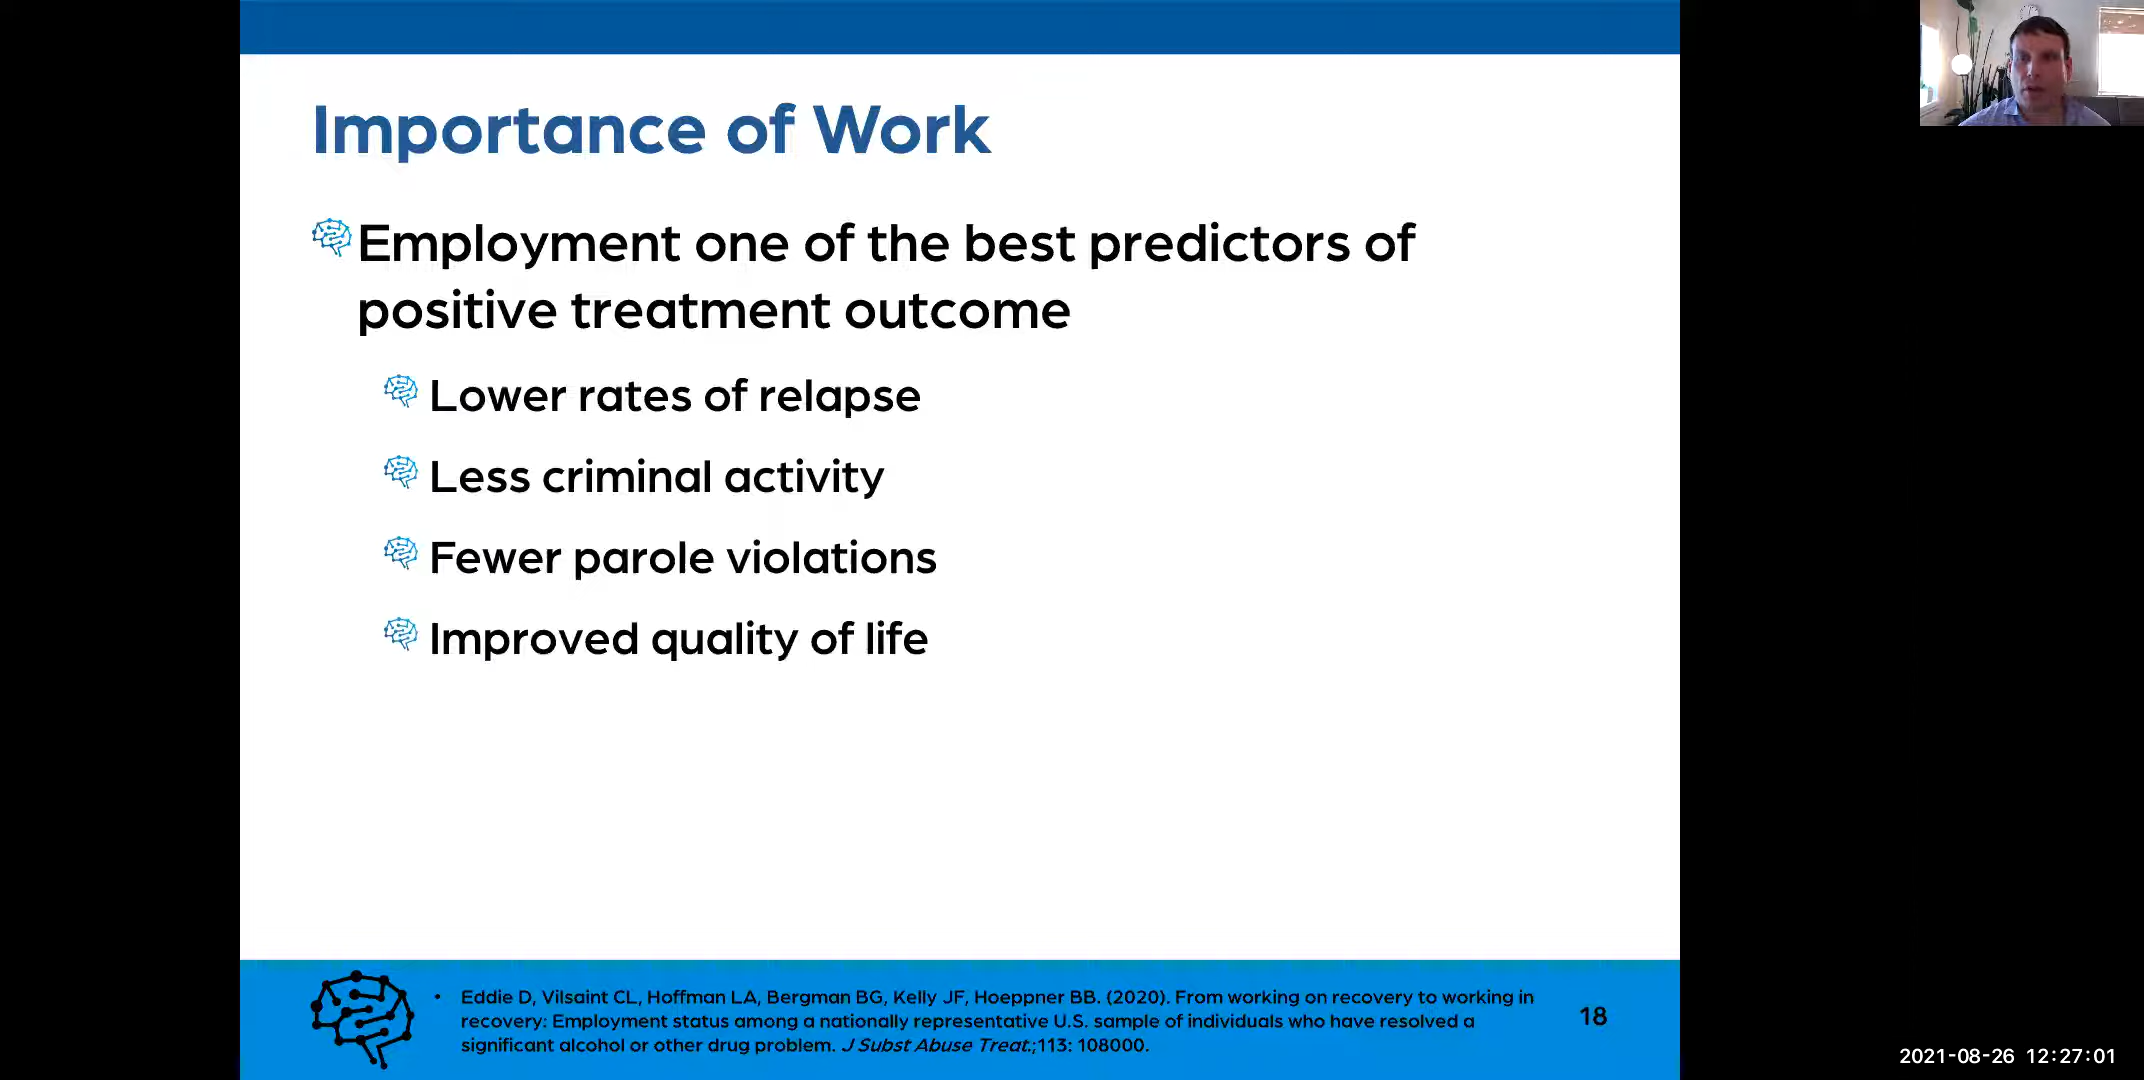 Importance of Work
Employment one of the best predictors of
positive treatment outcome
Lower rates of relapse
Less criminal activity
Fewer parole violations
Improved quality of life
• Eddie D, Vilsaint CL, Hoffman LA, Bergman BG, Kelly JF, Hoeppner BB. (2020). From working on recovery to working in
recovery: Employment status among a nationally representative U.S. sample of individuals who have resolved a
significant alcohol or other drug problem. J Subst Abuse Treat.;113: 108000.
18
2021-08-26 12:27:01